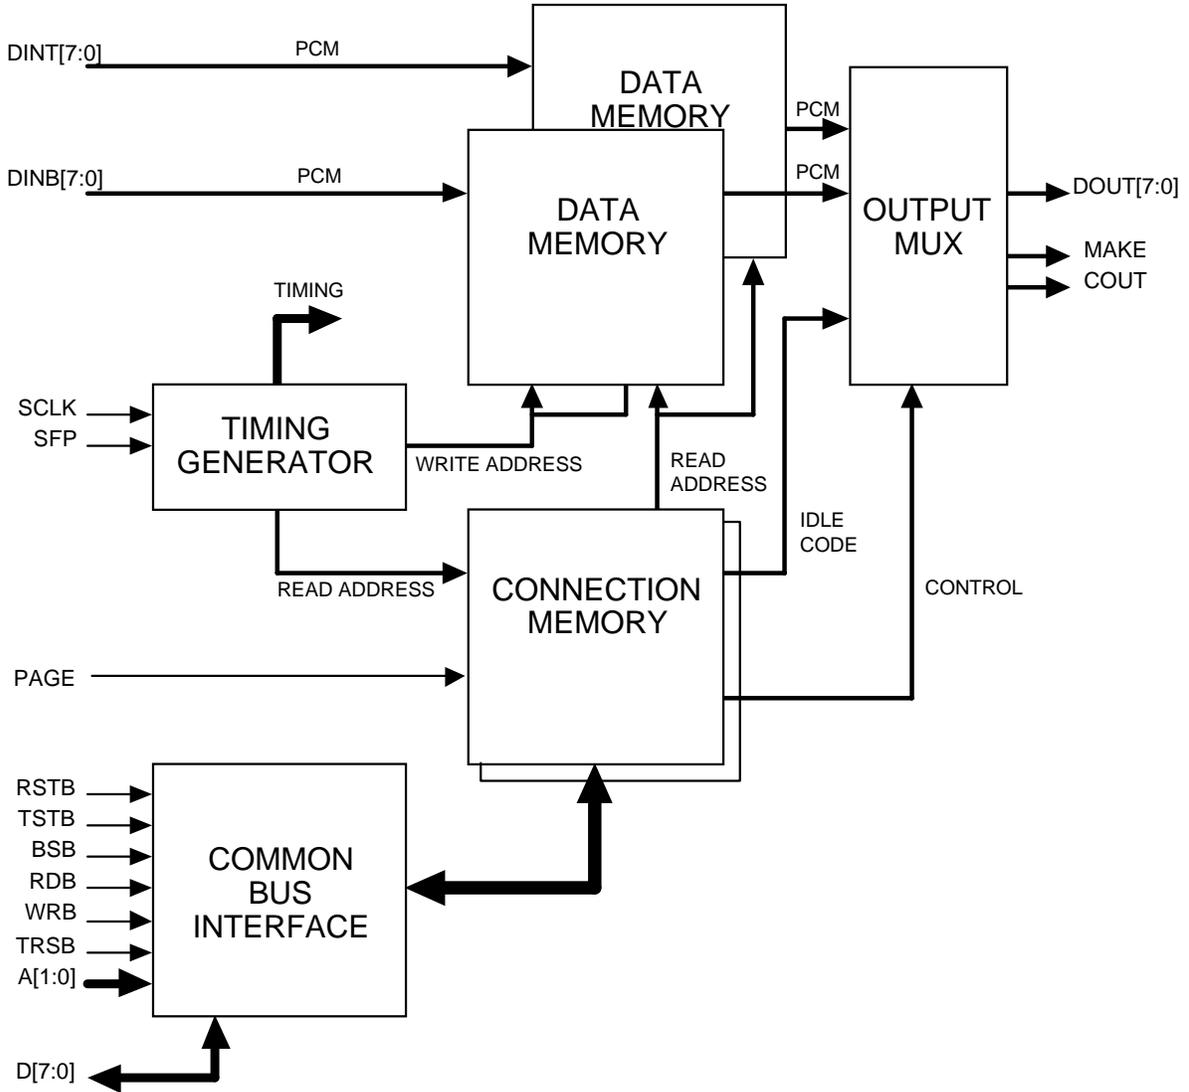 DINT[7:0]
PCM
DATA
MEMORY
PCM
DINB[7:0]
PCM
DATA
MEMORY
PCM
OUTPUT
MUX
DOUT[7:0]
MAKE
COUT
TIMING
SCLK
SFP
TIMING
GENERATOR
WRITE ADDRESS
READ
ADDRESS
IDLE
CODE
READ ADDRESS
CONNECTION
MEMORY
CONTROL
PAGE
RSTB
TSTB
BSB
RDB
WRB
TRSB
A[1:0]
COMMON
BUS
INTERFACE
D[7:0]